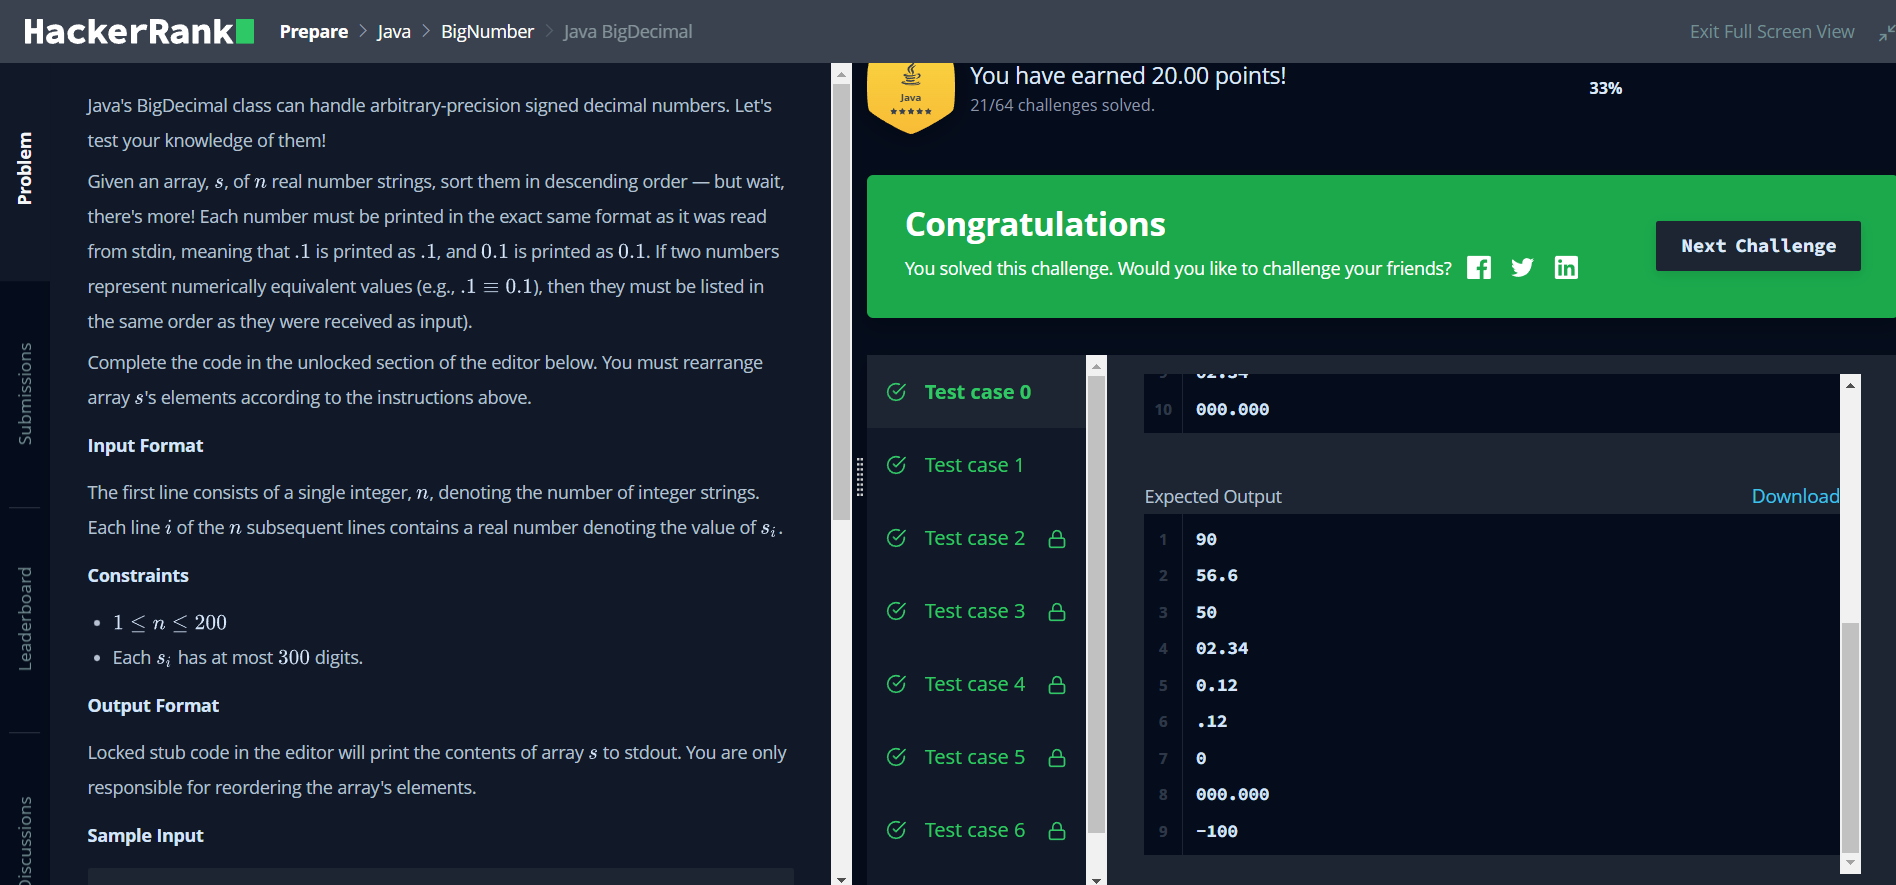 HackerRank
Prepare > Java > BigNumber > Java BigDecimal
Exit Full Screen View
Problem
Submissions
Leaderboard
Discussions
Java's BigDecimal class can handle arbitrary-precision signed decimal numbers. Let's
test your knowledge of them!
Given an array, s, of n real number strings, sort them in descending order — but wait,
there's more! Each number must be printed in the exact same format as it was read
from stdin, meaning that .1 is printed as .1, and 0.1 is printed as 0.1. If two numbers
represent numerically equivalent values (e.g., .1 ≡ 0.1), then they must be listed in
the same order as they were received as input).
Complete the code in the unlocked section of the editor below. You must rearrange
array s's elements according to the instructions above.
Input Format
The first line consists of a single integer, n, denoting the number of integer strings.
Each line i of the n subsequent lines contains a real number denoting the value of sᵢ.
Constraints
• 1 ≤ n ≤ 200
• Each sᵢ has at most 300 digits.
Output Format
Locked stub code in the editor will print the contents of array s to stdout. You are only
responsible for reordering the array's elements.
Sample Input
Java
You have earned 20.00 points!
21/64 challenges solved.
33%
Congratulations
You solved this challenge. Would you like to challenge your friends?
Next Challenge
Test case 0
Test case 1
Test case 2
Test case 3
Test case 4
Test case 5
Test case 6
9 02.34
10 000.000
Expected Output
Download
1 90
2 56.6
3 50
4 02.34
5 0.12
6 .12
7 0
8 000.000
9 -100